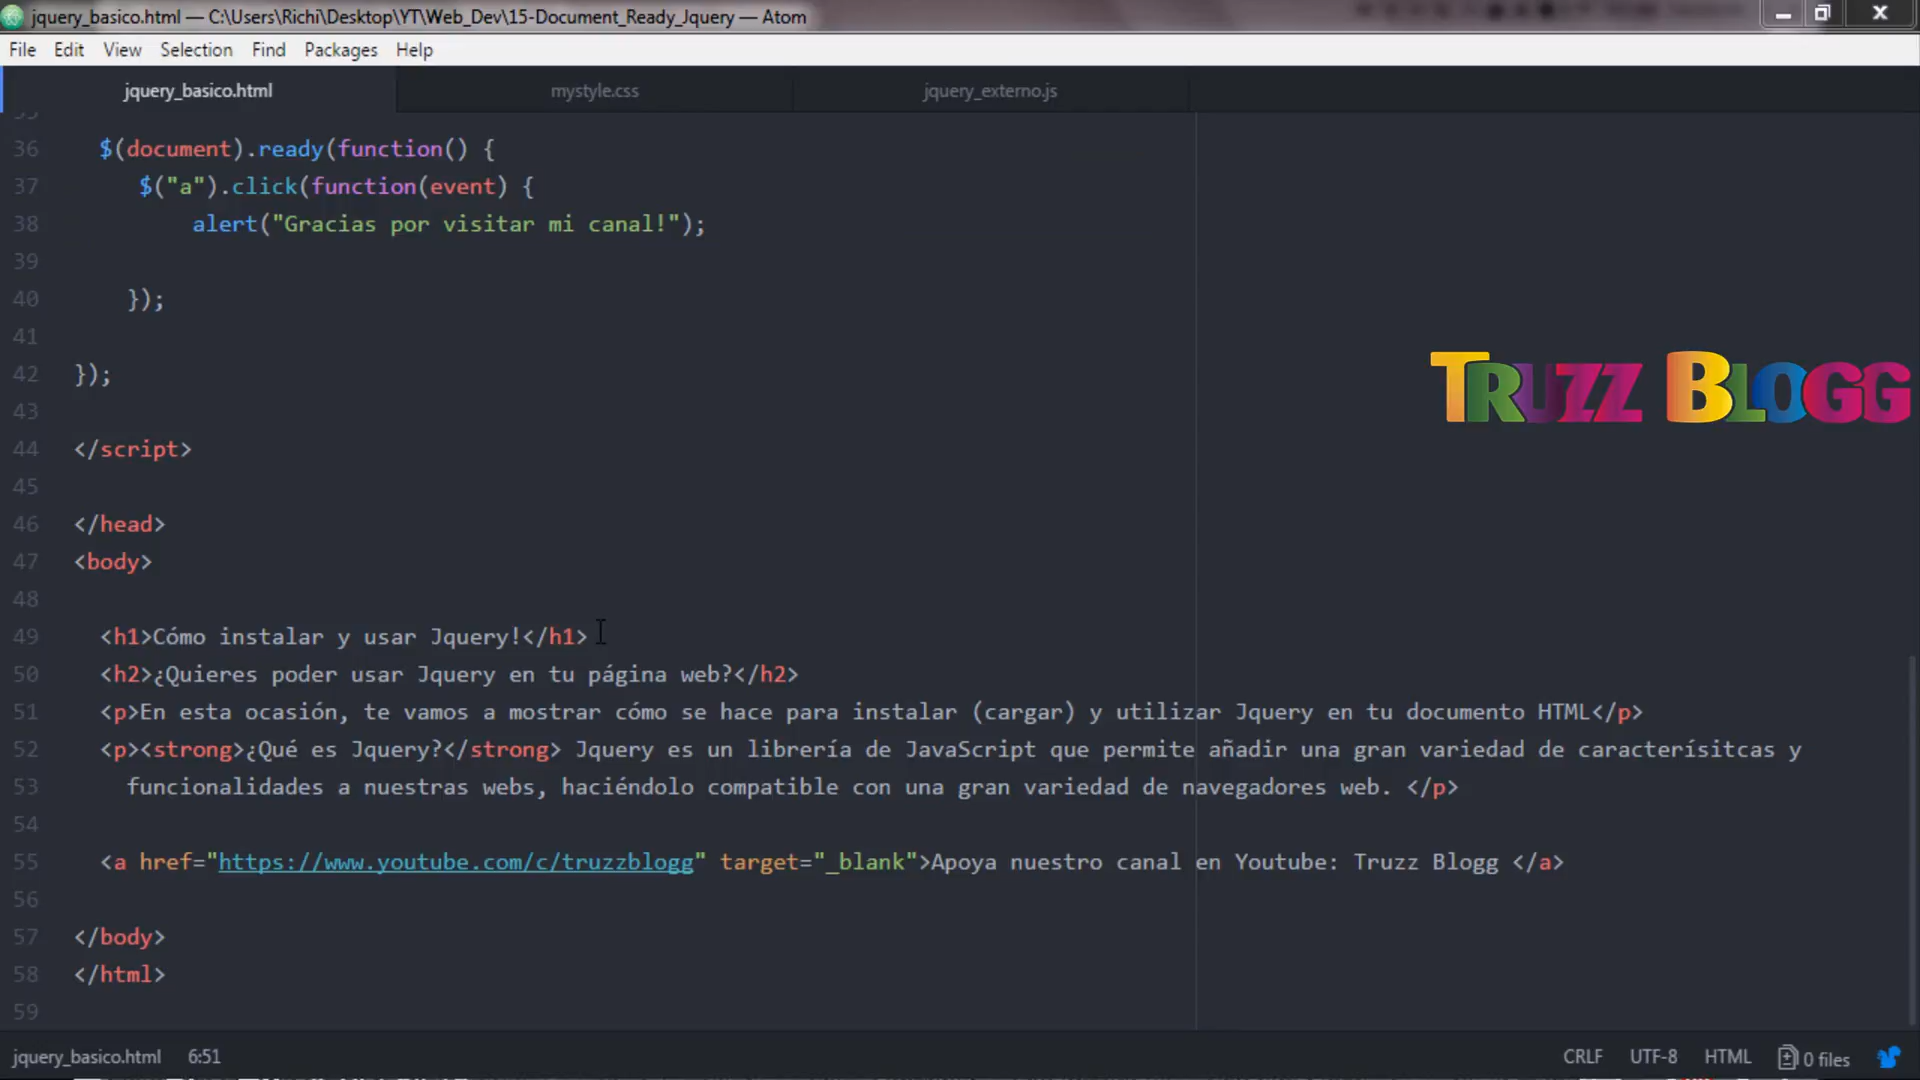 jquery_basico.html — C:\Users\Richi\Desktop\YT\Web_Dev\15-Document_Ready_Jquery — Atom
File Edit View Selection Find Packages Help
jquery_basico.html mystyle.css jquery_externo.js
36 $(document).ready(function() {
37 $("a").click(function(event) {
38 alert("Gracias por visitar mi canal!");
39
40 });
41
42 });
TRUZZ BLOGG
43
44 </script>
45
46 </head>
47 <body>
48
49 <h1>Cómo instalar y usar Jquery!</h1>
50 <h2>¿Quieres poder usar Jquery en tu página web?</h2>
51 <p>En esta ocasión, te vamos a mostrar cómo se hace para instalar (cargar) y utilizar Jquery en tu documento HTML</p>
52 <p><strong>¿Qué es Jquery?</strong> Jquery es un librería de JavaScript que permite añadir una gran variedad de caracterísitcas y
53 funcionalidades a nuestras webs, haciéndolo compatible con una gran variedad de navegadores web. </p>
54
55 <a href="https://www.youtube.com/c/truzzblogg" target="_blank">Apoya nuestro canal en Youtube: Truzz Blogg </a>
56
57 </body>
58 </html>
59
jquery_basico.html 6:51 CRLF UTF-8 HTML 0 files